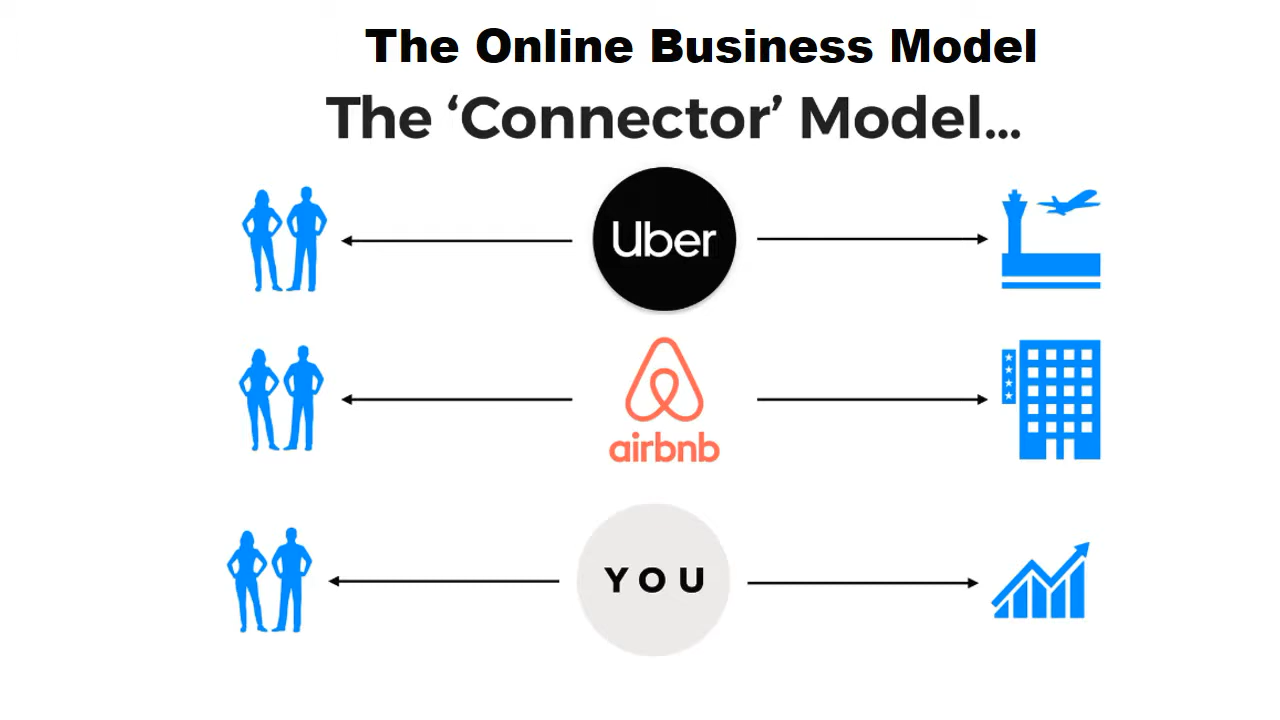 The Online Business Model
The ‘Connector’ Model...
Uber
airbnb
YOU